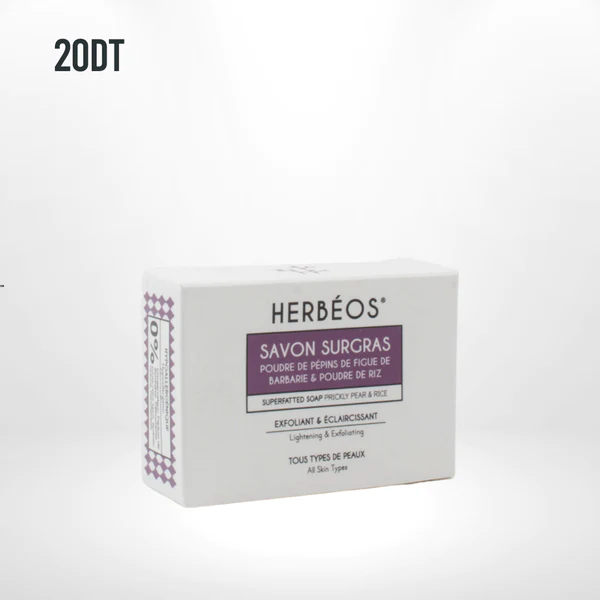 20DT
HERBÉOS®
SAVON SURGRAS
POUDRE DE PÉPINS DE FIGUE DE
BARBARIE & POUDRE DE RIZ
SUPERFATTED SOAP PRICKLY PEAR & RICE
EXFOLIANT & ÉCLAIRCISSANT
Lightening & Exfoliating
TOUS TYPES DE PEAUX
All Skin Types
0%